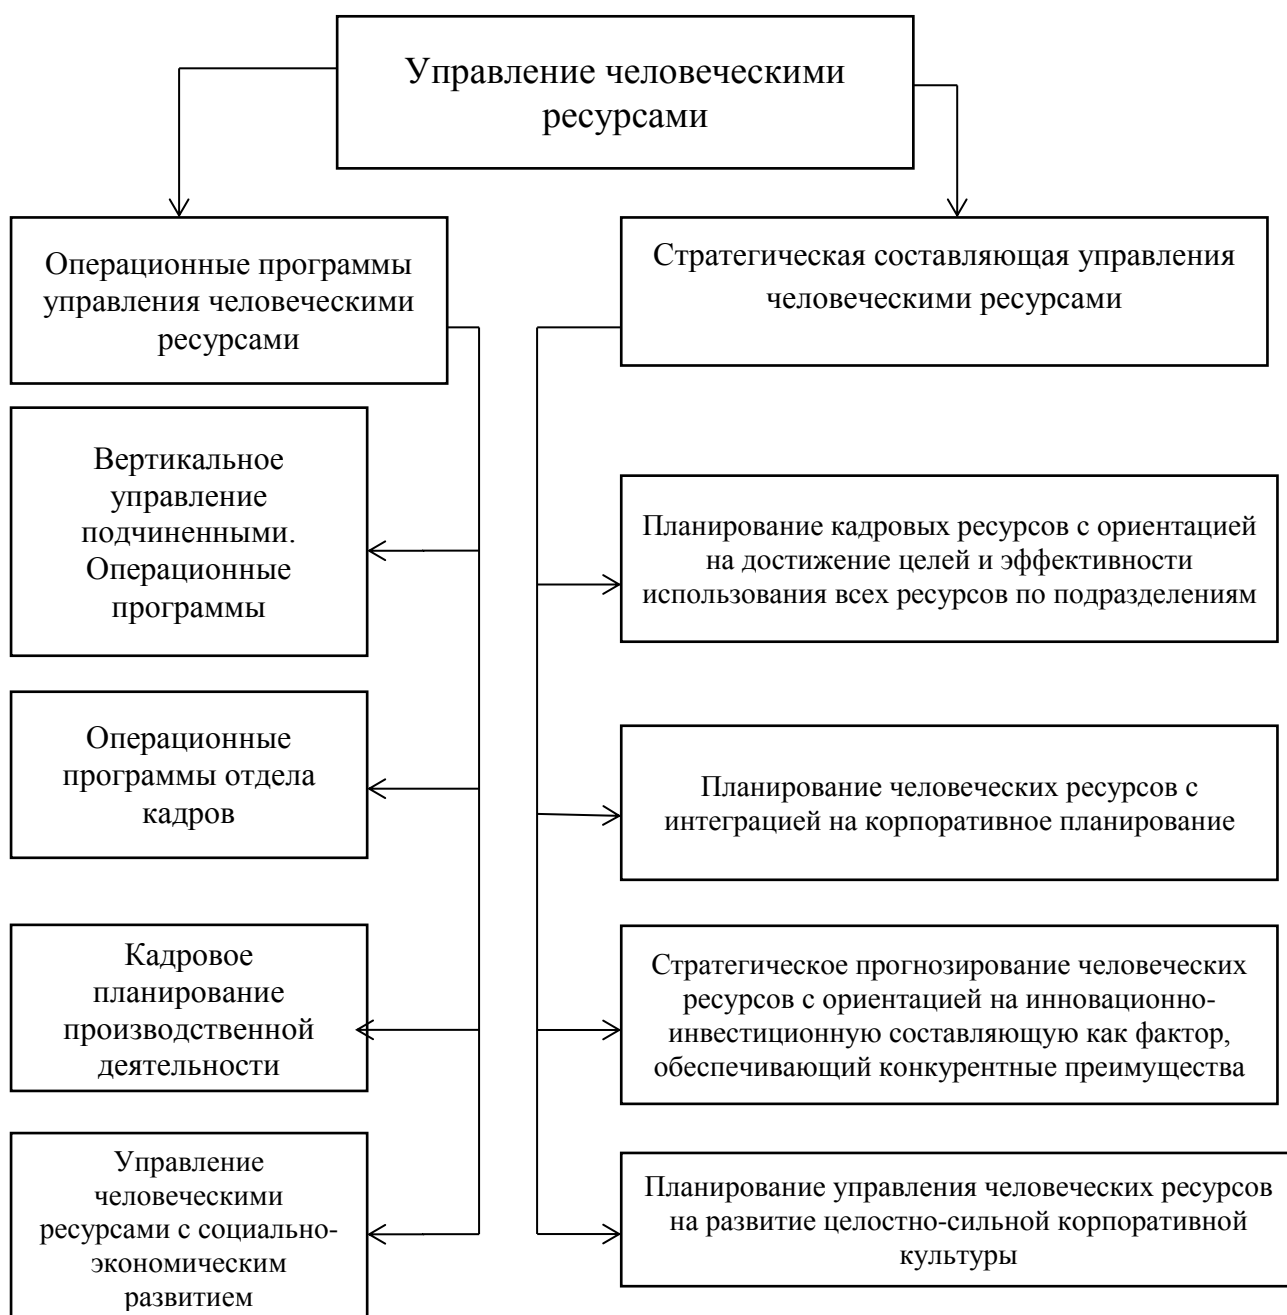 Управление человеческими
ресурсами
Операционные программы
управления человеческими
ресурсами
Стратегическая составляющая управления
человеческими ресурсами
Вертикальное
управление
подчиненными.
Операционные
программы
Планирование кадровых ресурсов с ориентацией
на достижение целей и эффективности
использования всех ресурсов по подразделениям
Операционные
программы отдела
кадров
Планирование человеческих ресурсов с
интеграцией на корпоративное планирование
Кадровое
планирование
производственной
деятельности
Стратегическое прогнозирование человеческих
ресурсов с ориентацией на инновационно-
инвестиционную составляющую как фактор,
обеспечивающий конкурентные преимущества
Управление
человеческими
ресурсами с социально-
экономическим
развитием
Планирование управления человеческих ресурсов
на развитие целостно-сильной корпоративной
культуры